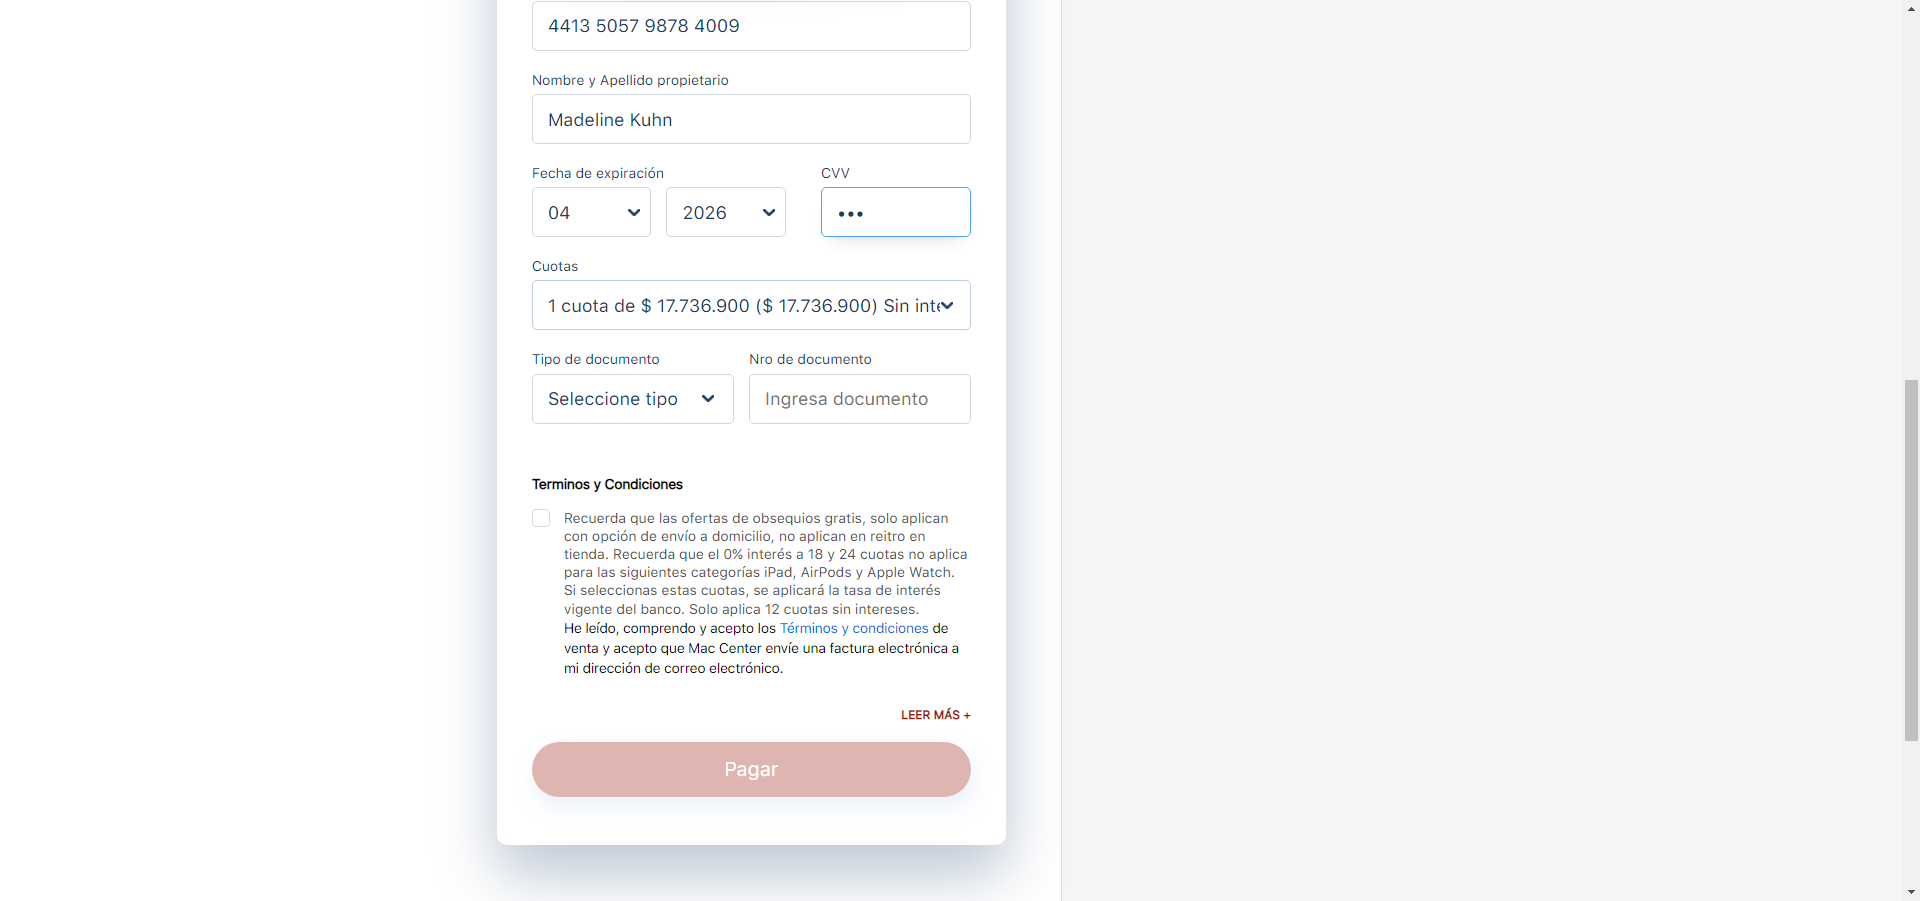 4413 5057 9878 4009
Nombre y Apellido propietario
Madeline Kuhn
Fecha de expiración
CVV
04
2026
•••
Cuotas
1 cuota de $ 17.736.900 ($ 17.736.900) Sin inte
Tipo de documento
Nro de documento
Seleccione tipo
Ingresa documento
Terminos y Condiciones
Recuerda que las ofertas de obsequios gratis, solo aplican
con opción de envío a domicilio, no aplican en reitro en
tienda. Recuerda que el 0% interés a 18 y 24 cuotas no aplica
para las siguientes categorías iPad, AirPods y Apple Watch.
Si seleccionas estas cuotas, se aplicará la tasa de interés
vigente del banco. Solo aplica 12 cuotas sin intereses.
He leído, comprendo y acepto los Términos y condiciones de
venta y acepto que Mac Center envíe una factura electrónica a
mi dirección de correo electrónico.
LEER MÁS +
Pagar